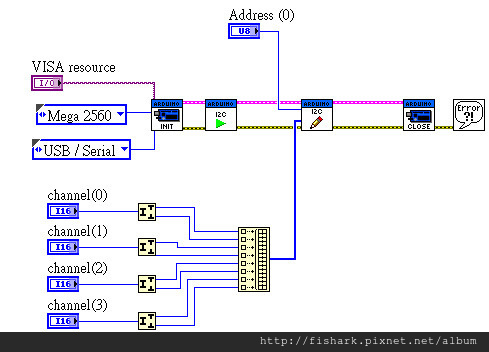 Address (0)
U8
VISA resource
I/O
Mega 2560
USB / Serial
ARDUINO
INIT
ARDUINO
I2C
ARDUINO
I2C
ARDUINO
CLOSE
Error
?!
channel(0)
I16
channel(1)
I16
channel(2)
I16
channel(3)
I16
http://fishark.pixnet.net/album